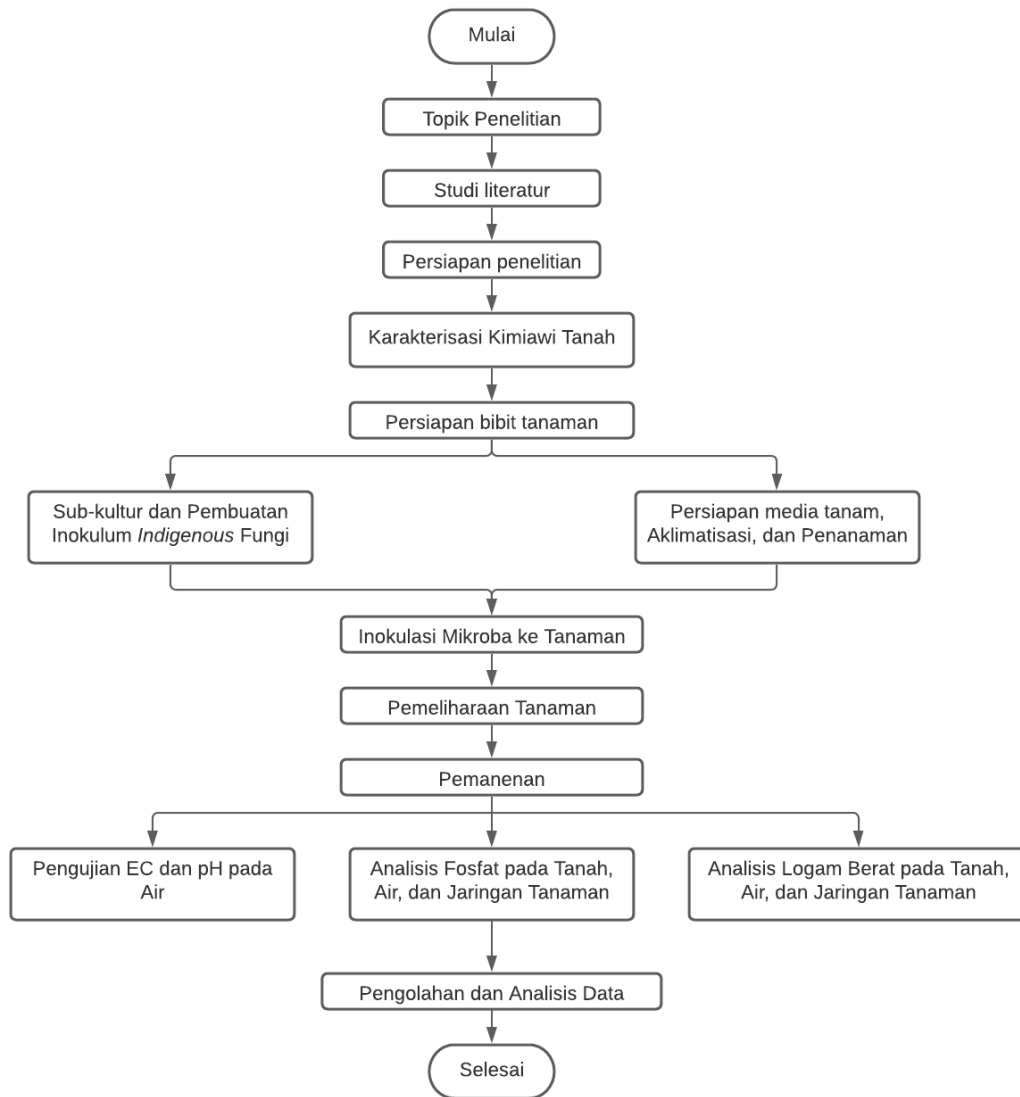 Mulai
Topik Penelitian
Studi literatur
Persiapan penelitian
Karakterisasi Kimiawi Tanah
Persiapan bibit tanaman
Sub-kultur dan Pembuatan
Inokulum Indigenous Fungi
Persiapan media tanam,
Aklimatisasi, dan Penanaman
Inokulasi Mikroba ke Tanaman
Pemeliharaan Tanaman
Pemanenan
Pengujian EC dan pH pada
Air
Analisis Fosfat pada Tanah,
Air, dan Jaringan Tanaman
Analisis Logam Berat pada Tanah,
Air, dan Jaringan Tanaman
Pengolahan dan Analisis Data
Selesai